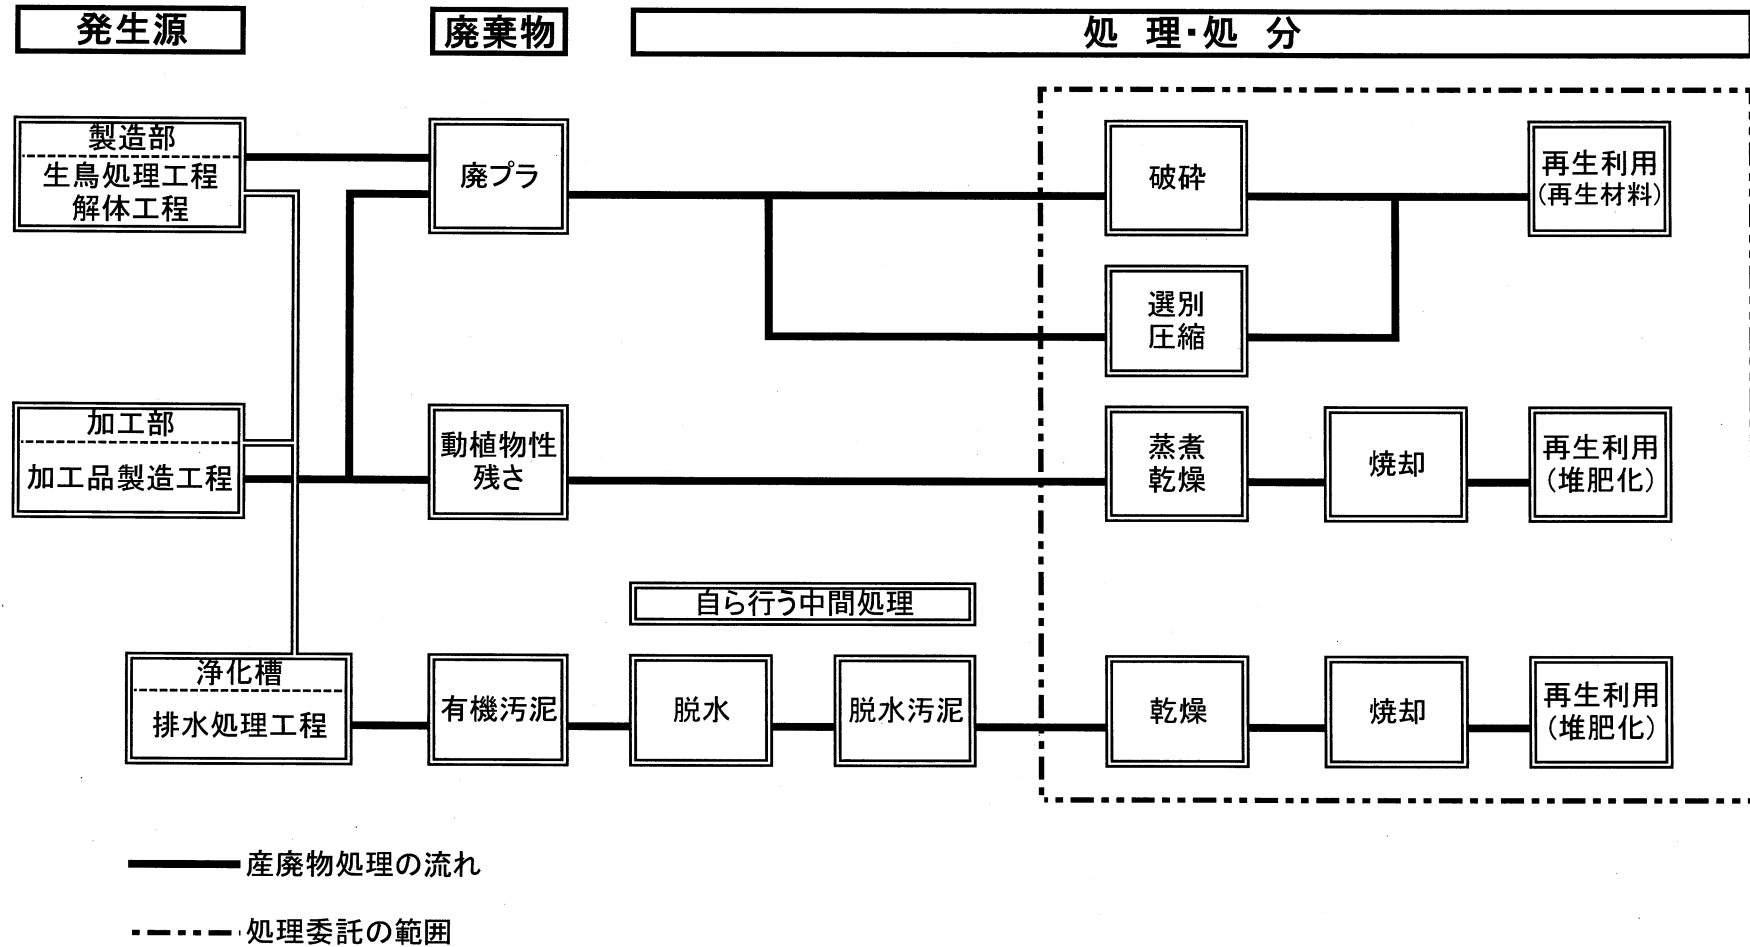 発生源
廃棄物
処 理・処 分
製造部
生鳥処理工程
解体工程
廃プラ
破砕
再生利用
(再生材料)
選別
圧縮
加工部
加工品製造工程
動植物性
残さ
蒸煮
乾燥
焼却
再生利用
(堆肥化)
自ら行う中間処理
浄化槽
排水処理工程
有機汚泥
脱水
脱水汚泥
乾燥
焼却
再生利用
(堆肥化)
産廃物処理の流れ
処理委託の範囲